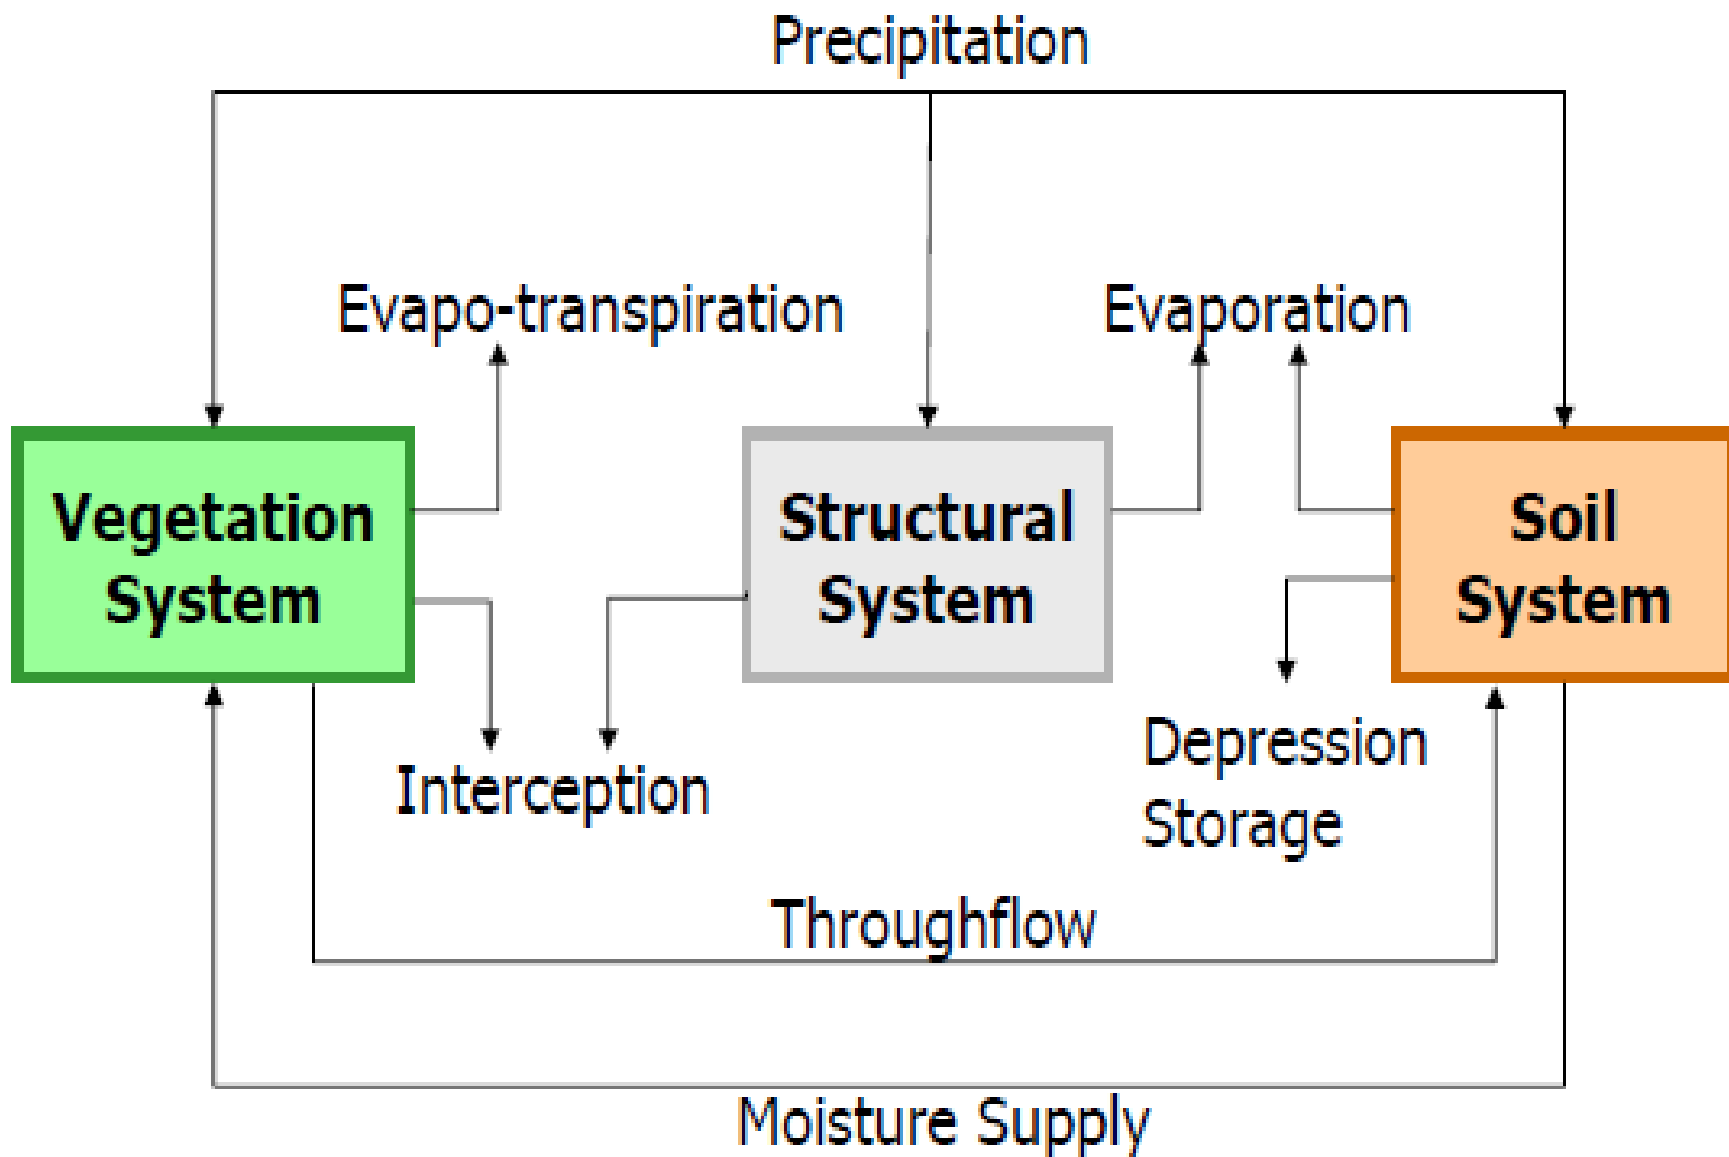 Precipitation
Evapo-transpiration
Evaporation
Vegetation
System
Structural
System
Soil
System
Interception
Depression
Storage
Throughflow
Moisture Supply